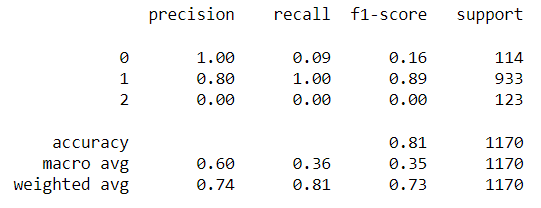 precision recall f1-score support
0 1.00 0.09 0.16 114
1 0.80 1.00 0.89 933
2 0.00 0.00 0.00 123
accuracy 0.81 1170
macro avg 0.60 0.36 0.35 1170
weighted avg 0.74 0.81 0.73 1170